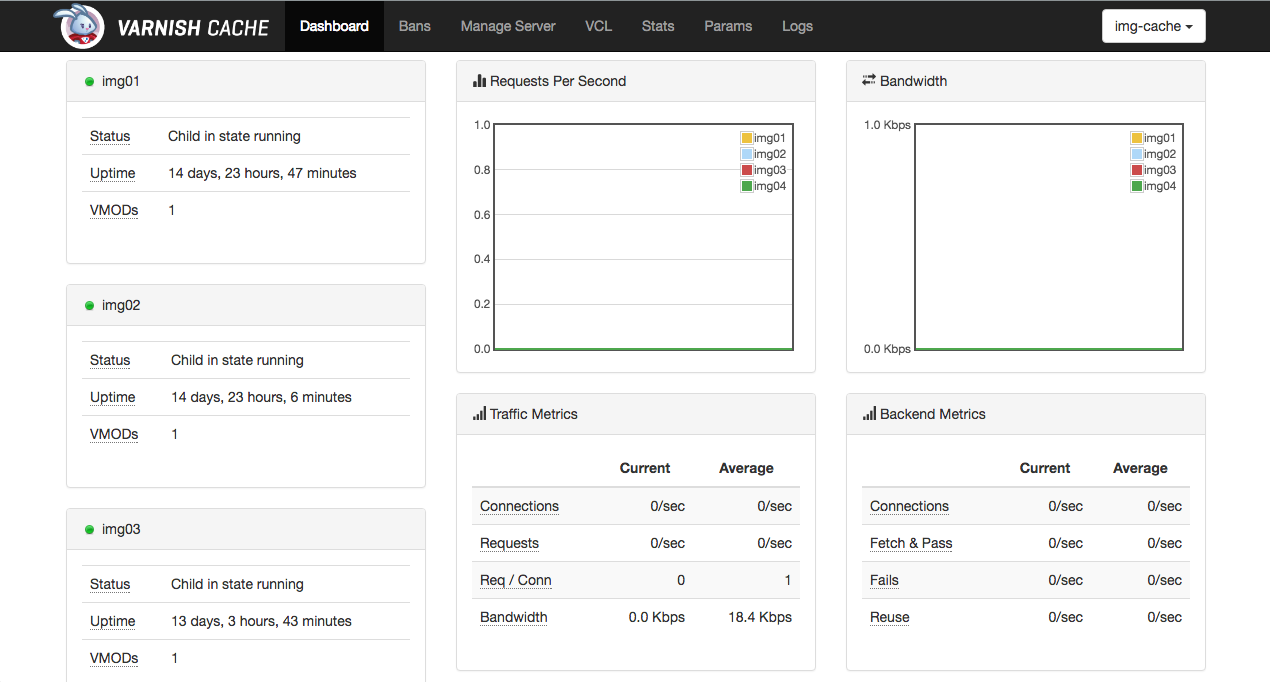 VARNISH CACHE Dashboard Bans Manage Server VCL Stats Params Logs img-cache
img01
Status Child in state running
Uptime 14 days, 23 hours, 47 minutes
VMODs 1
img02
Status Child in state running
Uptime 14 days, 23 hours, 6 minutes
VMODs 1
img03
Status Child in state running
Uptime 13 days, 3 hours, 43 minutes
VMODs 1
Requests Per Second
1.0
0.8
0.6
0.4
0.2
0.0
img01
img02
img03
img04
Bandwidth
1.0 Kbps
0.0 Kbps
img01
img02
img03
img04
Traffic Metrics
Current Average
Connections 0/sec 0/sec
Requests 0/sec 0/sec
Req / Conn 0 1
Bandwidth 0.0 Kbps 18.4 Kbps
Backend Metrics
Current Average
Connections 0/sec 0/sec
Fetch & Pass 0/sec 0/sec
Fails 0/sec 0/sec
Reuse 0/sec 0/sec